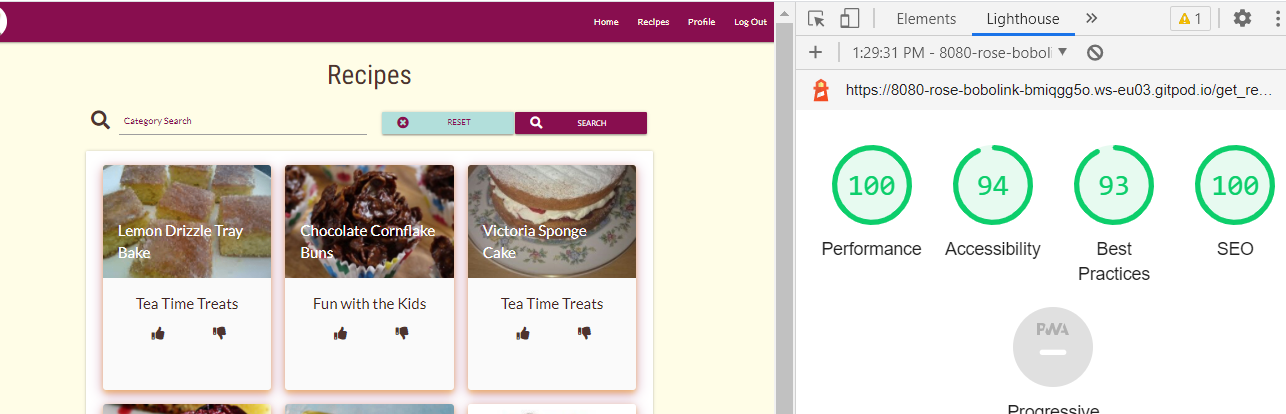 Home Recipes Profile Log Out
Recipes
Category Search
RESET
SEARCH
Lemon Drizzle Tray
Bake
Chocolate Cornflake
Buns
Victoria Sponge
Cake
Tea Time Treats
Fun with the Kids
Tea Time Treats
Elements Lighthouse » 1
1:29:31 PM - 8080-rose-boboli
https://8080-rose-bobolink-bmiqgg5o.ws-eu03.gitpod.io/get_re...
100
Performance
94
Accessibility
93
Best
Practices
100
SEO
PWA
Progressive